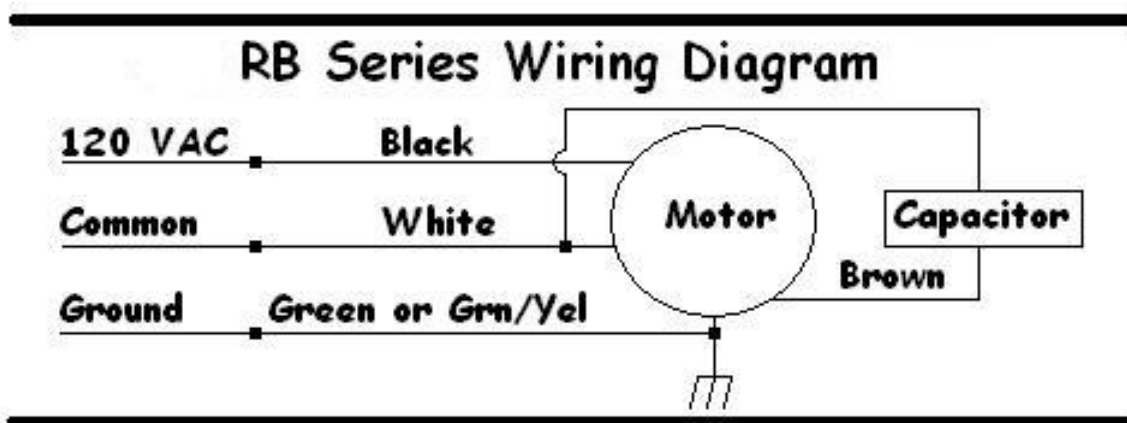 RB Series Wiring Diagram
120 VAC Black
Common White Motor Capacitor
Brown
Ground Green or Grn/Yel